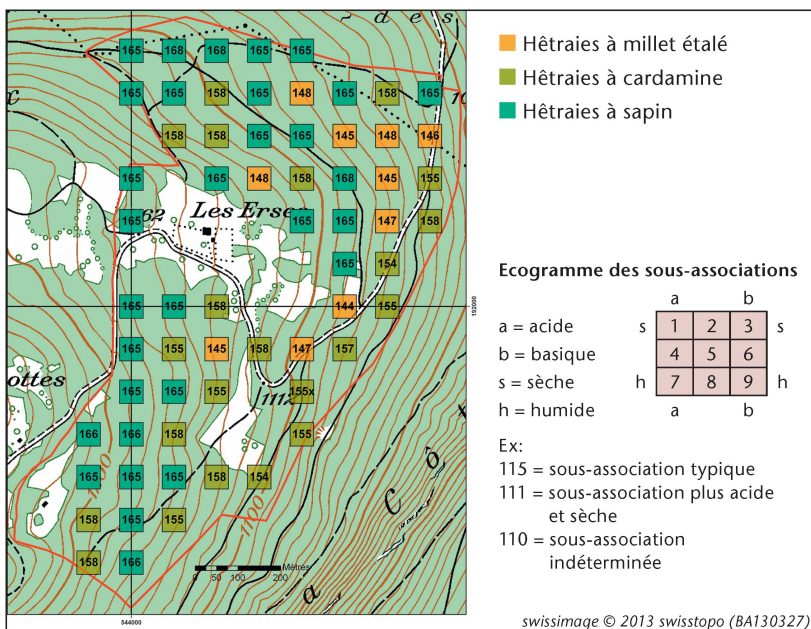 ~ d e s
165 168 168 165 165
165 165 158 165 148 165 158 165
x 10
158 158 165 165 145 148 146
165 165 148 158 168 145 155
165 62 Les Erse 165 165 147 158
165 154
165 165 158 144 155
192000
165 155 145 158 147 157
ottes
1112
165 165 155 155x
x
166 166 158 155
165 165 165 158 154
1100
1100
C ô
158 165 155
a
158 166
Mètres
0 50 100 200
544000
Hêtraies à millet étalé
Hêtraies à cardamine
Hêtraies à sapin
Ecogramme des sous-associations
a b
a = acide s 1 2 3 s
b = basique 4 5 6
s = sèche h 7 8 9 h
h = humide a b
Ex:
115 = sous-association typique
111 = sous-association plus acide
et sèche
110 = sous-association
indéterminée
swissimage © 2013 swisstopo (BA130327)